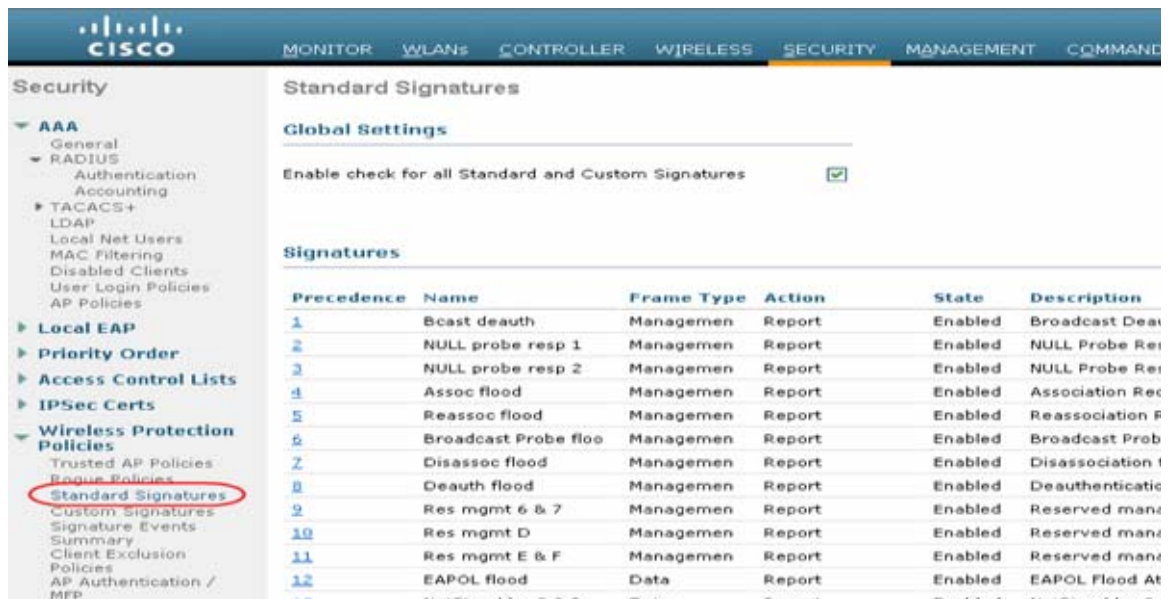 CISCO
MONITOR WLANs CONTROLLER WIRELESS SECURITY MANAGEMENT COMMAND
Security
AAA
General
RADIUS
Authentication
Accounting
TACACS+
LDAP
Local Net Users
MAC Filtering
Disabled Clients
User Login Policies
AP Policies
Local EAP
Priority Order
Access Control Lists
IPSec Certs
Wireless Protection
Policies
Trusted AP Policies
Rogue Policies
Standard Signatures
Custom Signatures
Signature Events
Summary
Client Exclusion
Policies
AP Authentication /
MFP
Standard Signatures
Global Settings
Enable check for all Standard and Custom Signatures
Signatures
Precedence Name Frame Type Action State Description
1 Bcast deauth Managemen Report Enabled Broadcast Deau
2 NULL probe resp 1 Managemen Report Enabled NULL Probe Res
3 NULL probe resp 2 Managemen Report Enabled NULL Probe Res
4 Assoc flood Managemen Report Enabled Association Req
5 Reassoc flood Managemen Report Enabled Reassociation R
6 Broadcast Probe floo Managemen Report Enabled Broadcast Prob
7 Disassoc flood Managemen Report Enabled Disassociation
8 Deauth flood Managemen Report Enabled Deauthenticatio
9 Res mgmt 6 & 7 Managemen Report Enabled Reserved mana
10 Res mgmt D Managemen Report Enabled Reserved mana
11 Res mgmt E & F Managemen Report Enabled Reserved mana
12 EAPOL flood Data Report Enabled EAPOL Flood At